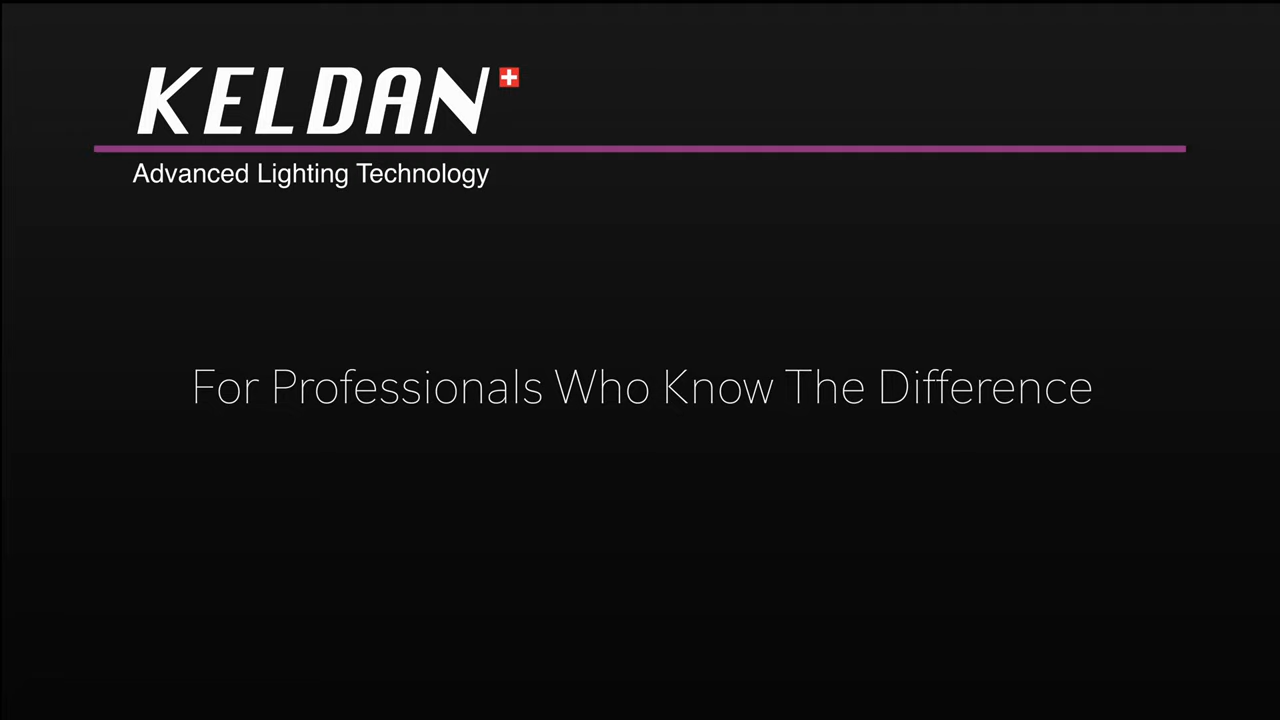 KELDAN
Advanced Lighting Technology
For Professionals Who Know The Difference